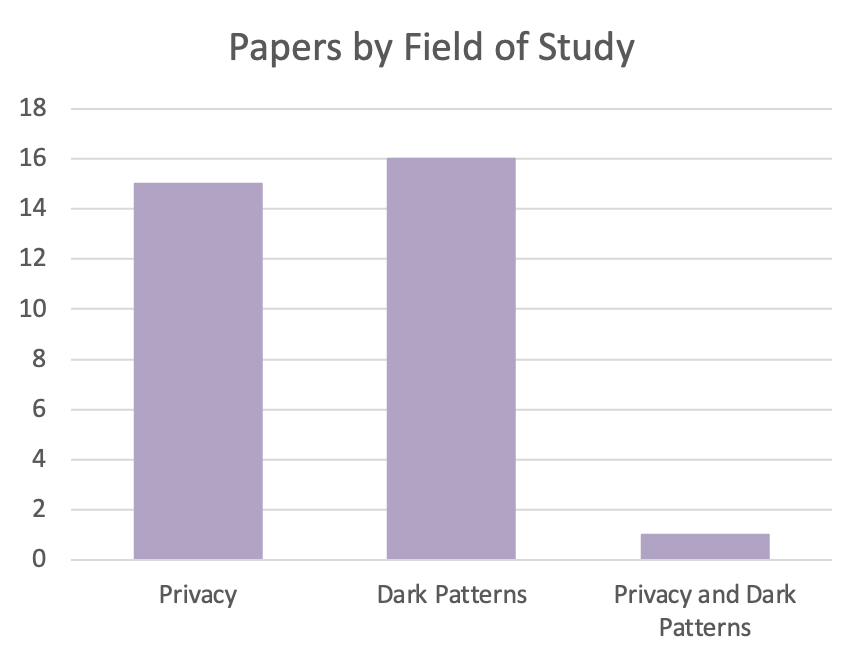 Papers by Field of Study
18
16
14
12
10
8
6
4
2
0
Privacy
Dark Patterns
Privacy and Dark
Patterns